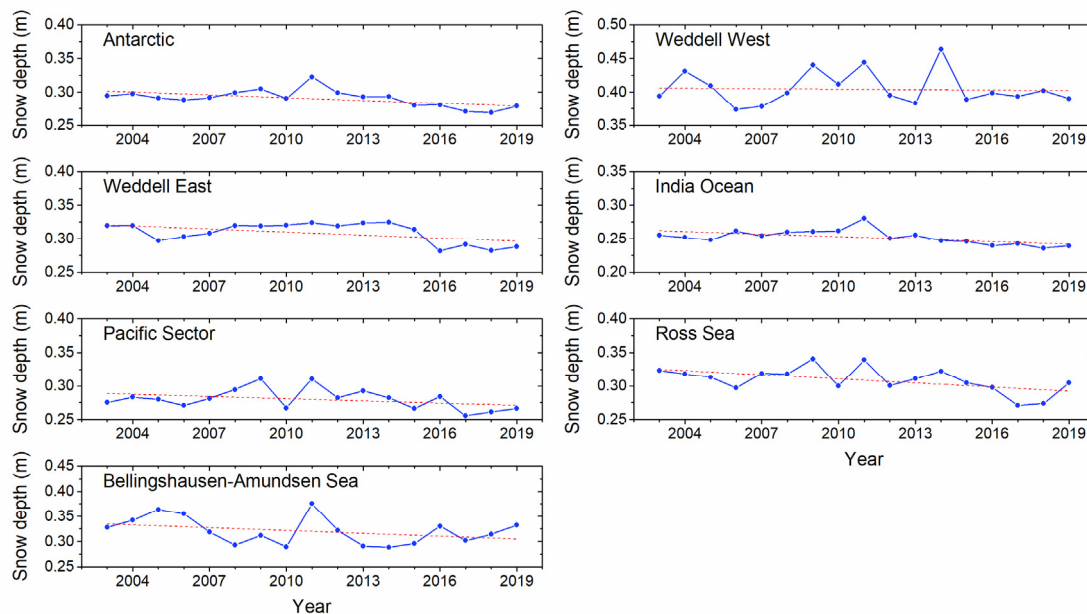 Antarctic
Snow depth (m)
0.40
0.35
0.30
0.25
2004 2007 2010 2013 2016 2019
Weddell West
Snow depth (m)
0.50
0.45
0.40
0.35
2004 2007 2010 2013 2016 2019
Weddell East
Snow depth (m)
0.40
0.35
0.30
0.25
2004 2007 2010 2013 2016 2019
India Ocean
Snow depth (m)
0.35
0.30
0.25
0.20
2004 2007 2010 2013 2016 2019
Pacific Sector
Snow depth (m)
0.40
0.35
0.30
0.25
2004 2007 2010 2013 2016 2019
Ross Sea
Snow depth (m)
0.40
0.35
0.30
0.25
2004 2007 2010 2013 2016 2019
Year
Bellingshausen-Amundsen Sea
Snow depth (m)
0.45
0.40
0.35
0.30
0.25
2004 2007 2010 2013 2016 2019
Year